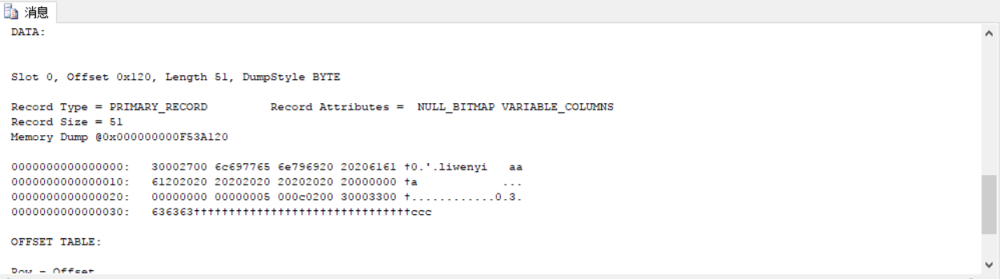 消息
DATA:
Slot 0, Offset 0x120, Length 51, DumpStyle BYTE
Record Type = PRIMARY_RECORD Record Attributes = NULL_BITMAP VARIABLE_COLUMNS
Record Size = 51
Memory Dump @0x000000000F53A120
0000000000000000: 30002700 6c697765 6e796920 20206161 †0.'.liwenyi   aa
0000000000000010: 61202020 20202020 20202020 20000000 †a            ...
0000000000000020: 00000000 00000005 000c0200 30003300 †............0.3.
0000000000000030: 636363†††††††††††††††††††††††††††††††ccc
OFFSET TABLE:
Row - Offset